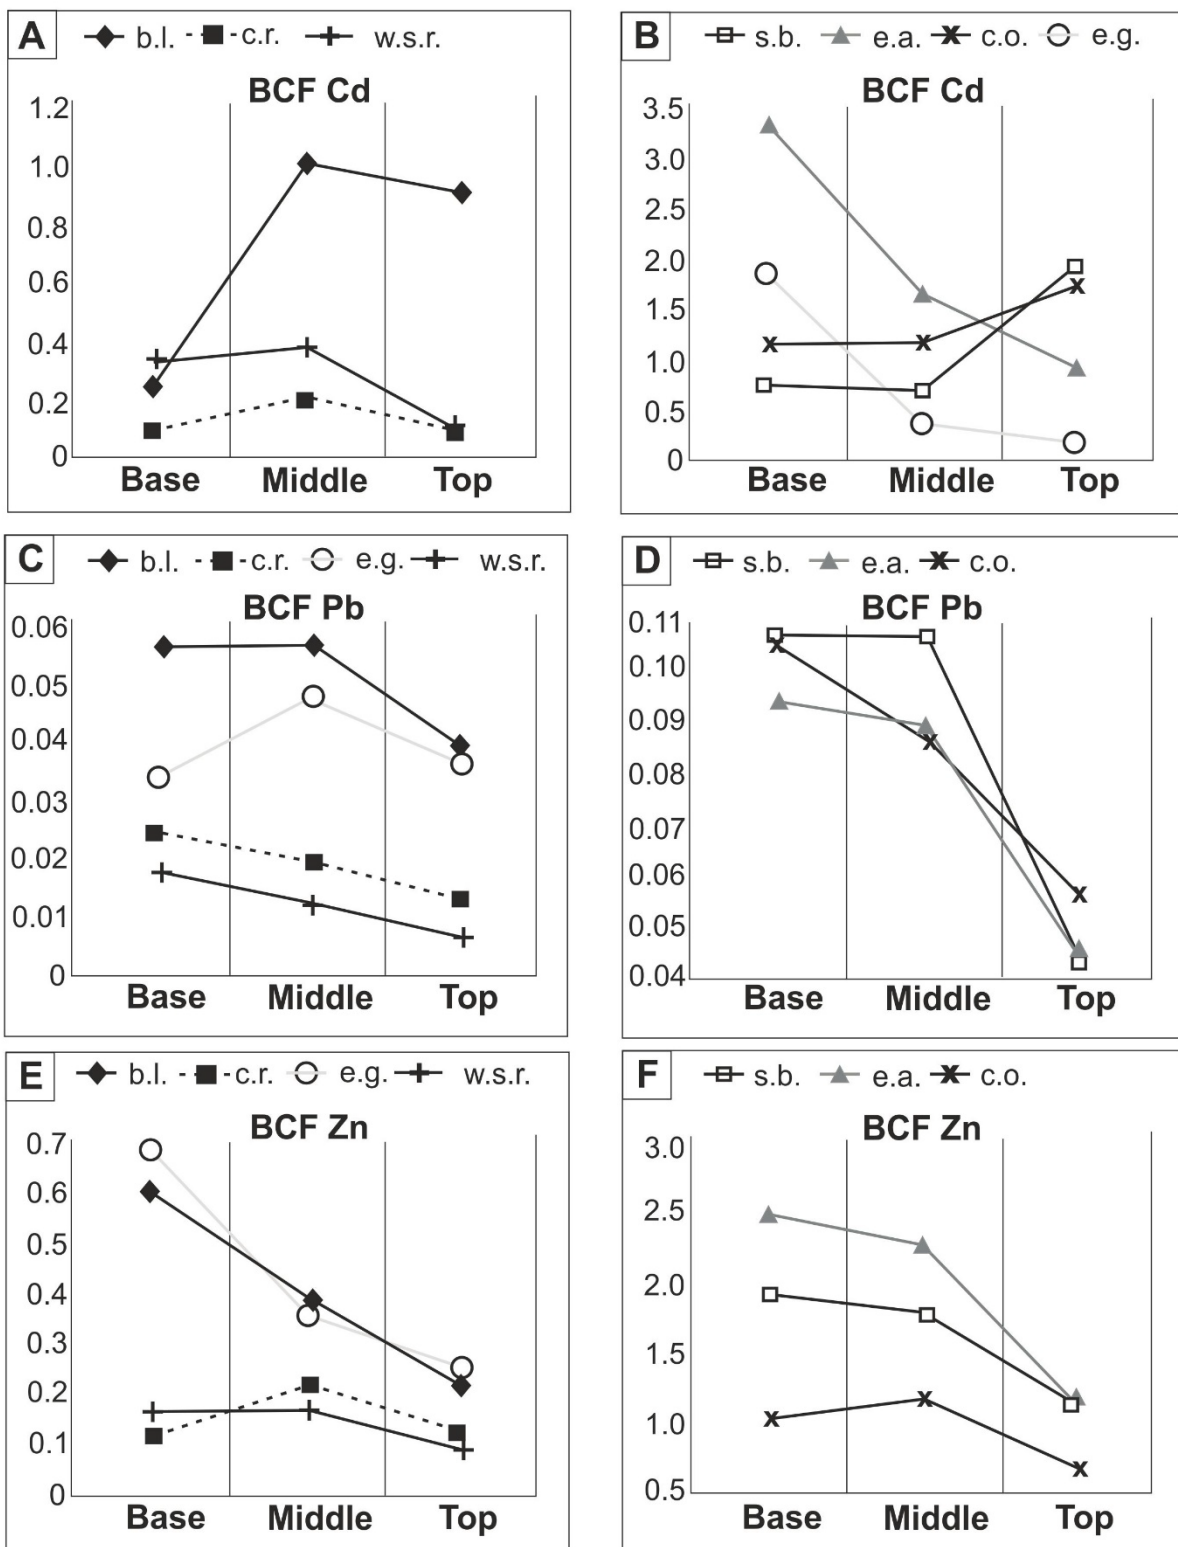 A
b.l. c.r. w.s.r.
BCF Cd
1.2
1.0
0.8
0.6
0.4
0.2
0
Base Middle Top
B
s.b. e.a. c.o. e.g.
BCF Cd
3.5
3.0
2.5
2.0
1.5
1.0
0.5
0
Base Middle Top
C
b.l. c.r. e.g. w.s.r.
BCF Pb
0.06
0.05
0.04
0.03
0.02
0.01
0
Base Middle Top
D
s.b. e.a. c.o.
BCF Pb
0.11
0.10
0.09
0.08
0.07
0.06
0.05
0.04
Base Middle Top
E
b.l. c.r. e.g. w.s.r.
BCF Zn
0.7
0.6
0.5
0.4
0.3
0.2
0.1
0
Base Middle Top
F
s.b. e.a. c.o.
BCF Zn
3.0
2.5
2.0
1.5
1.0
0.5
Base Middle Top